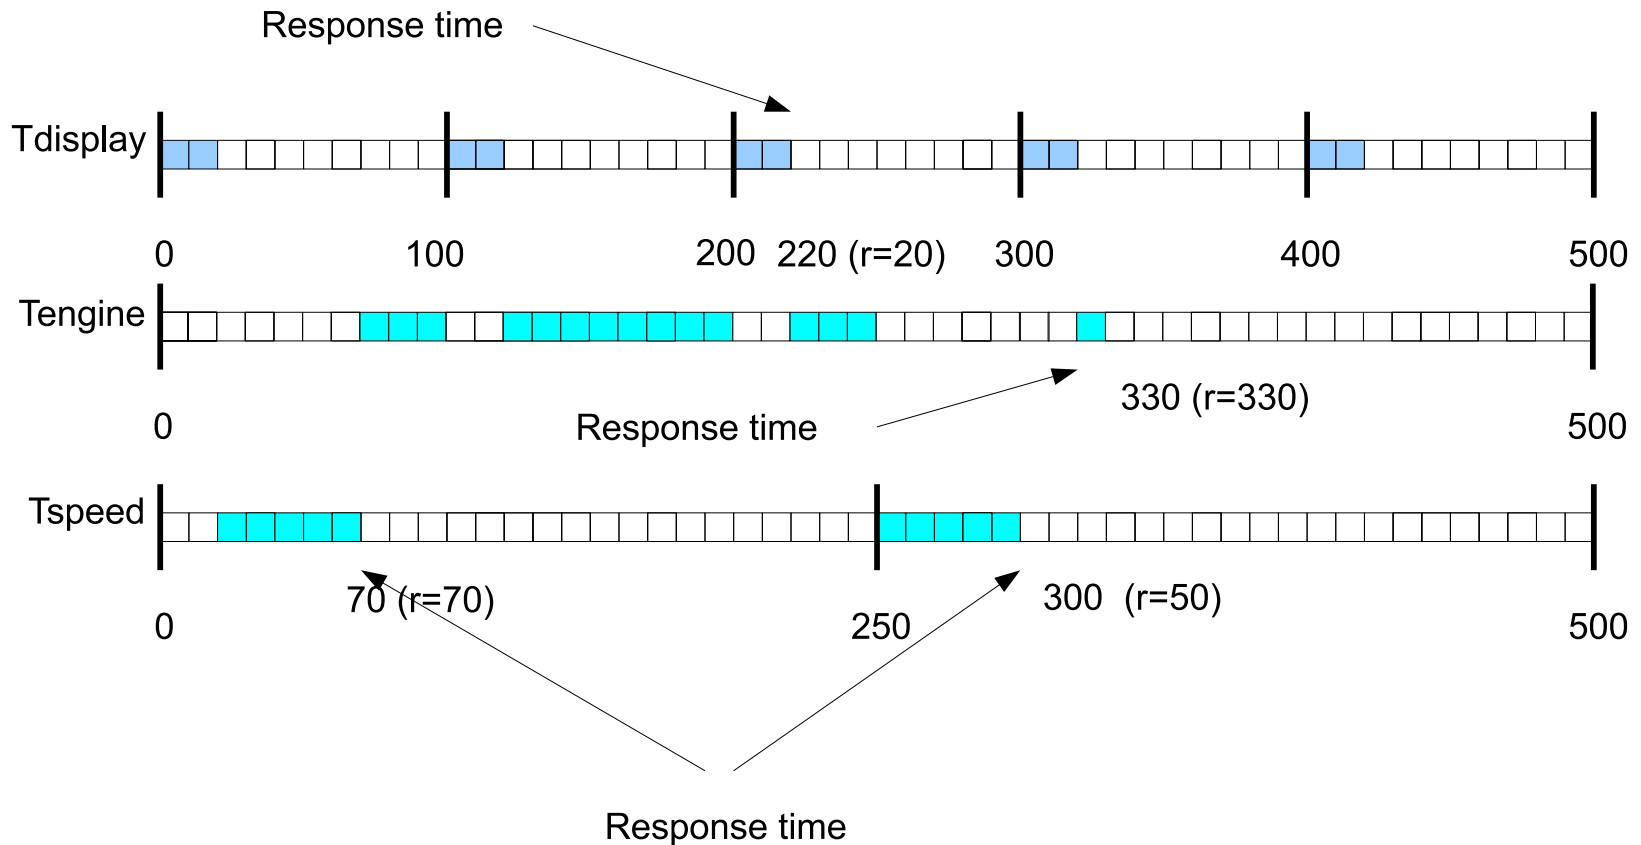 Response time
Tdisplay
0 100 200 220 (r=20) 300 400 500
Tengine
330 (r=330)
0 Response time 500
Tspeed
70 (r=70) 300 (r=50)
0 250 500
Response time